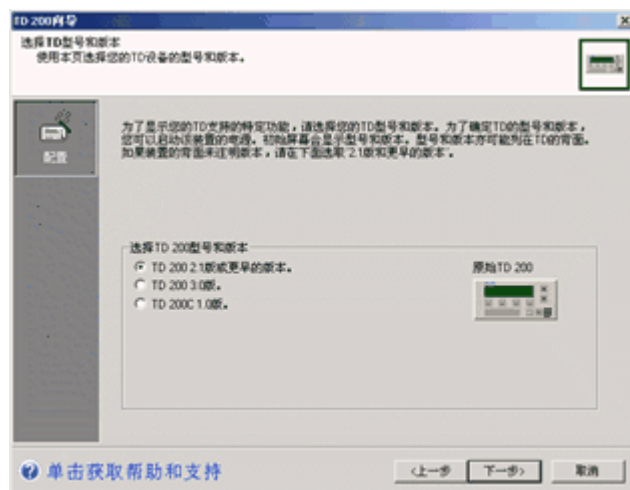 TD 200向导
选择TD型号和版本
使用本页选择您的TD设备的型号和版本。
配置
为了显示您的TD支持的特定功能，请选择您的TD型号和版本。为了确定TD的型号和版本，
您可以启动该装置的电源。初始屏幕会显示型号和版本。型号和版本亦可能列在TD的背面。
如果装置的背面未注明版本，请在下面选取"2.1版和更早的版本"。
选择TD 200型号和版本
TD 200 2.1版或更早的版本。
原始TD 200
TD 200 3.0版。
TD 200C 1.0版。
单击获取帮助和支持
<上一步
下一步>
取消